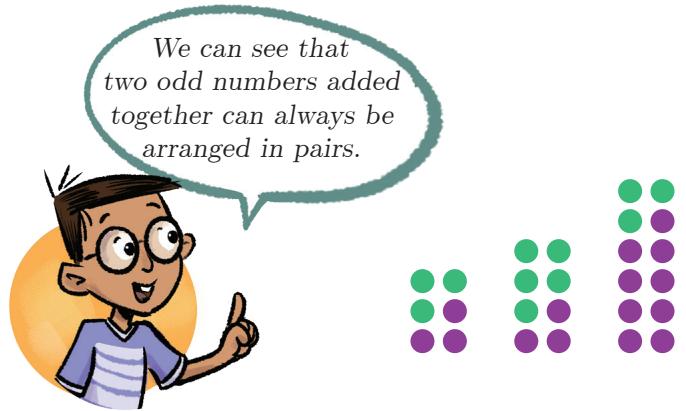 We can see that
two odd numbers added
together can always be
arranged in pairs.